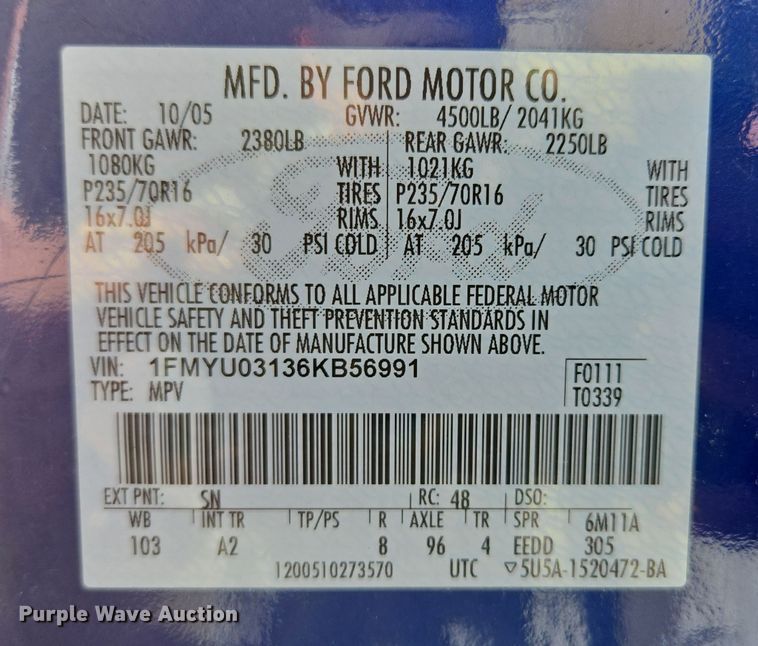 MFD. BY FORD MOTOR CO.
DATE: 10/05 GVWR: 4500LB/ 2041KG
FRONT GAWR: 2380LB REAR GAWR: 2250LB
1080KG WITH 1021KG WITH
P235/70R16 TIRES P235/70R16 TIRES
16x7.0J RIMS 16x7.0J RIMS
AT 205 kPa/ 30 PSI COLD AT 205 kPa/ 30 PSI COLD
THIS VEHICLE CONFORMS TO ALL APPLICABLE FEDERAL MOTOR
VEHICLE SAFETY AND THEFT PREVENTION STANDARDS IN
EFFECT ON THE DATE OF MANUFACTURE SHOWN ABOVE.
VIN: 1FMYU03136KB56991 F0111
TYPE: MPV T0339
EXT PNT: SN RC: 48 DSO:
WB INT TR TP/PS R AXLE TR SPR 6M11A
103 A2 8 96 4 EEDD 305
1200510273570 UTC ▽5U5A-1520472-BA
Purple Wave Auction